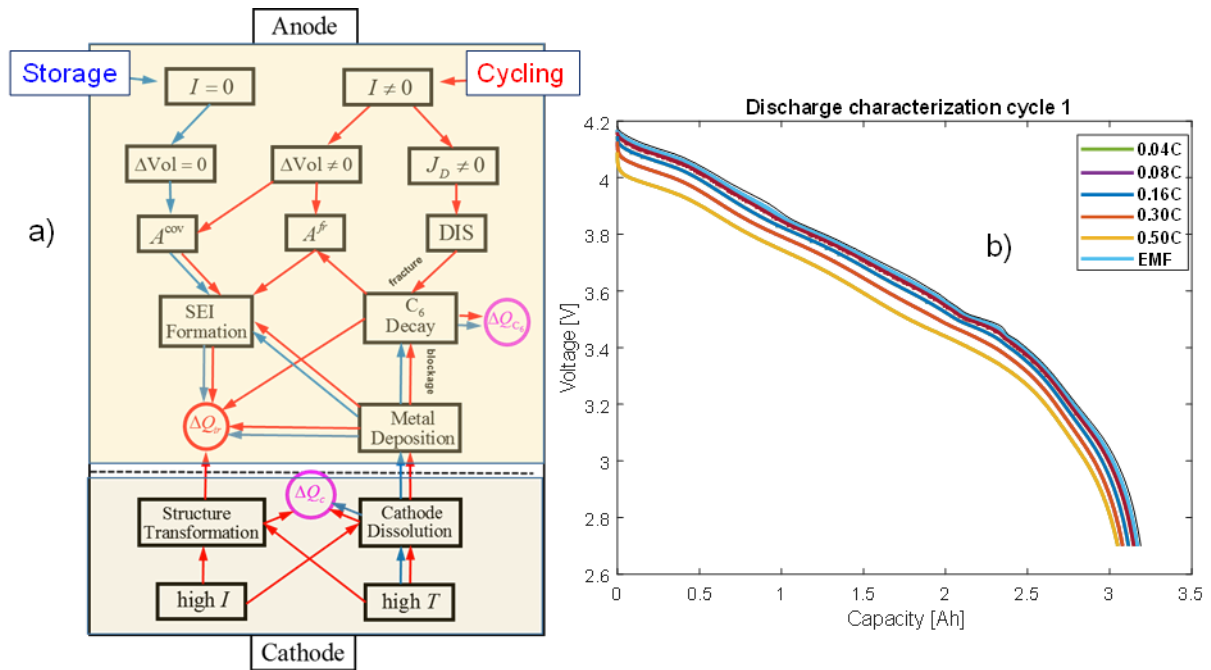 Anode
Storage
I = 0
I ≠ 0
Cycling
ΔVol = 0
ΔVol ≠ 0
J_D ≠ 0
a)
A^cov
A^fr
DIS
fracture
SEI
Formation
C₆
Decay
ΔQ_C₆
blockage
ΔQ_ir
Metal
Deposition
ΔQ_c
Structure
Transformation
Cathode
Dissolution
high I
high T
Cathode
Discharge characterization cycle 1
4.2
4
3.8
3.6
3.4
3.2
3
2.8
2.6
Voltage [V]
b)
0.04C
0.08C
0.16C
0.30C
0.50C
EMF
0
0.5
1
1.5
2
2.5
3
3.5
Capacity [Ah]